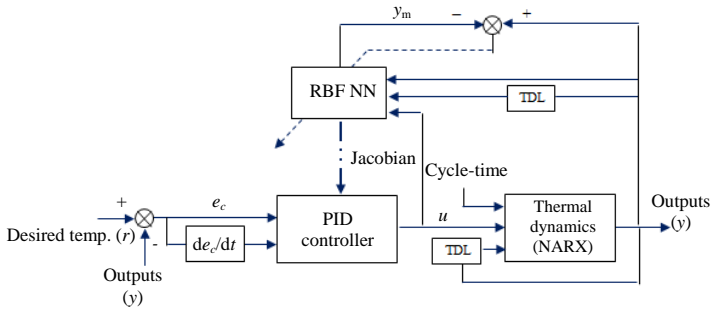 yₘ
−
+
RBF NN
TDL
Jacobian
Cycle-time
+
e_c
PID
controller
u
Thermal
dynamics
(NARX)
Outputs
(y)
Desired temp. (r)
-
de_c/dt
TDL
Outputs
(y)